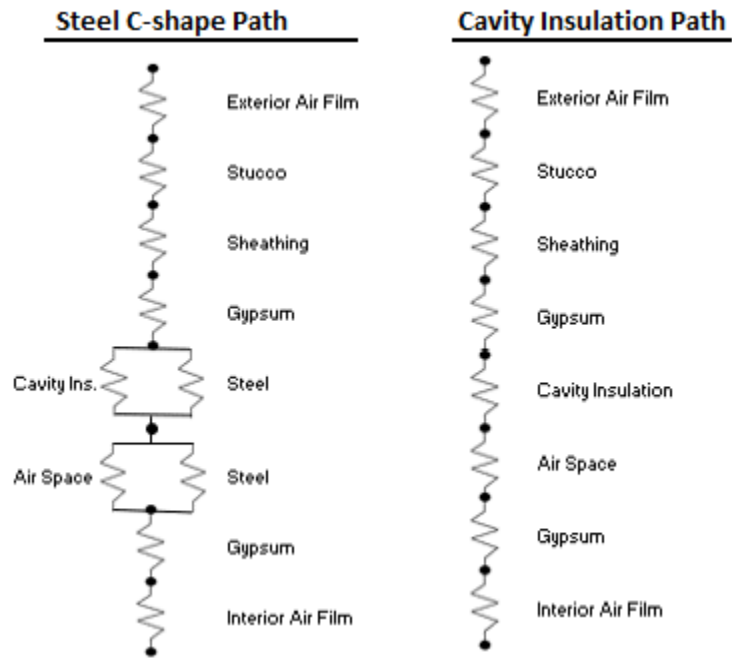 Steel C-shape Path
Exterior Air Film
Stucco
Sheathing
Gypsum
Cavity Ins.
Steel
Air Space
Steel
Gypsum
Interior Air Film
Cavity Insulation Path
Exterior Air Film
Stucco
Sheathing
Gypsum
Cavity Insulation
Air Space
Gypsum
Interior Air Film